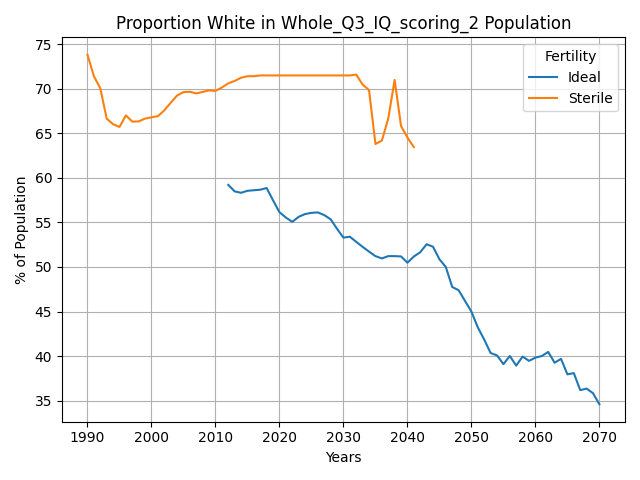 Proportion White in Whole_Q3_IQ_scoring_2 Population
75
70
65
60
55
50
45
40
35
% of Population
Fertility
Ideal
Sterile
1990 2000 2010 2020 2030 2040 2050 2060 2070
Years